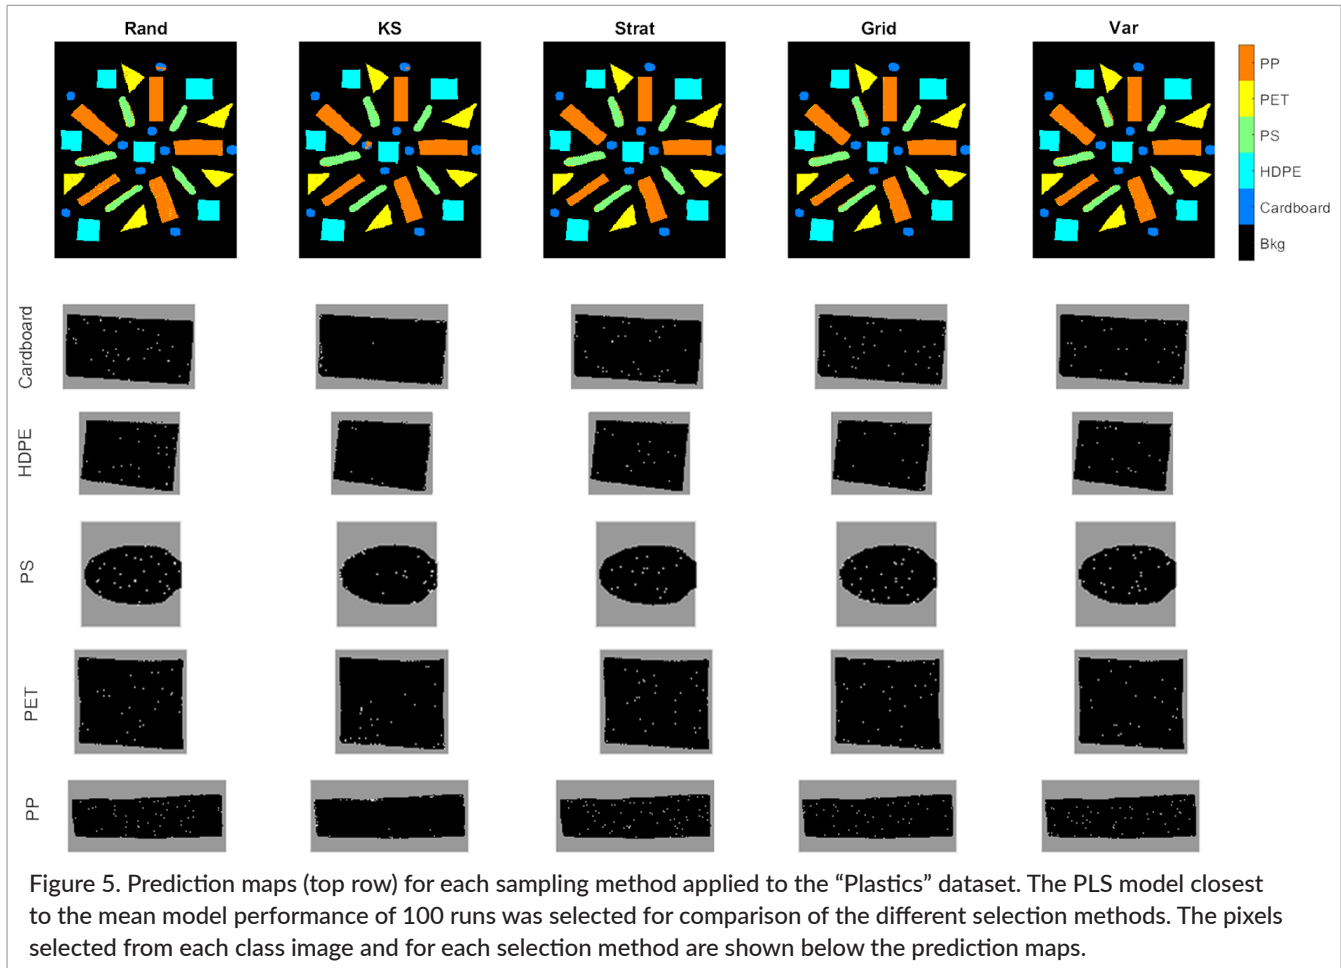 Rand KS Strat Grid Var
PP
PET
PS
HDPE
Cardboard
Bkg
Cardboard
HDPE
PS
PET
PP
Figure 5. Prediction maps (top row) for each sampling method applied to the “Plastics” dataset. The PLS model closest
to the mean model performance of 100 runs was selected for comparison of the different selection methods. The pixels
selected from each class image and for each selection method are shown below the prediction maps.